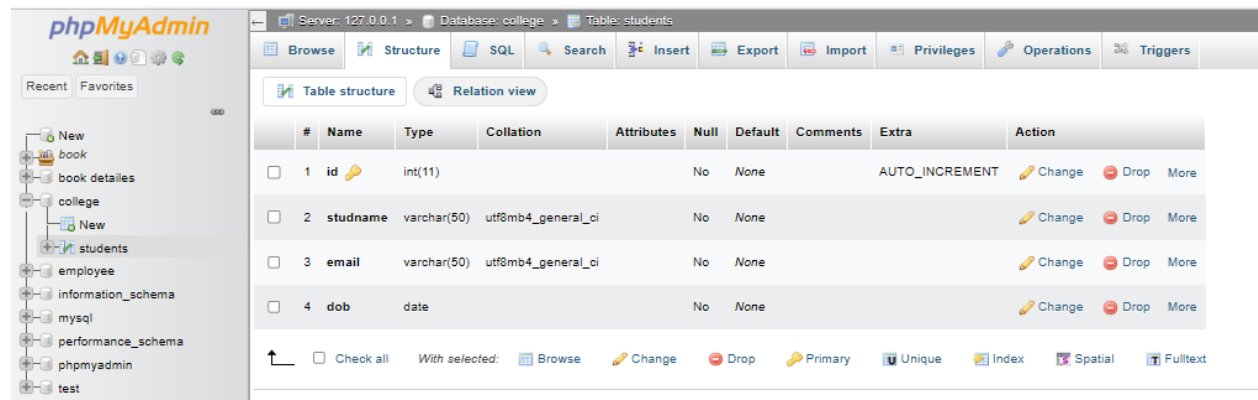 phpMyAdmin
Recent Favorites
New
book
book detailes
college
New
students
employee
information_schema
mysql
performance_schema
phpmyadmin
test
Server: 127.0.0.1 » Database: college » Table: students
Browse Structure SQL Search Insert Export Import Privileges Operations Triggers
Table structure Relation view
# Name Type Collation Attributes Null Default Comments Extra Action
1 id int(11) No None AUTO_INCREMENT Change Drop More
2 studname varchar(50) utf8mb4_general_ci No None Change Drop More
3 email varchar(50) utf8mb4_general_ci No None Change Drop More
4 dob date No None Change Drop More
Check all With selected: Browse Change Drop Primary Unique Index Spatial Fulltext